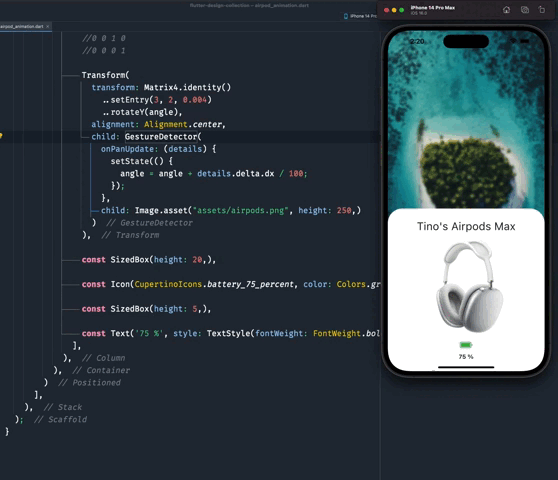 flutter-design-collection – airpod_animation.dart
airpod_animation.dart
iPhone 14 Pro
//0 0 1 0
//0 0 0 1
Transform(
transform: Matrix4.identity()
..setEntry(3, 2, 0.004)
..rotateY(angle),
alignment: Alignment.center,
child: GestureDetector(
onPanUpdate: (details) {
setState(() {
angle = angle + details.delta.dx / 100;
});
},
child: Image.asset("assets/airpods.png", height: 250,)
) // GestureDetector
), // Transform
const SizedBox(height: 20,),
const Icon(CupertinoIcons.battery_75_percent, color: Colors.gr
const SizedBox(height: 5,),
const Text('75 %', style: TextStyle(fontWeight: FontWeight.bol
],
), // Column
), // Container
) // Positioned
],
), // Stack
); // Scaffold
}
iPhone 14 Pro Max
iOS 16.0
Tino's Airpods Max
75 %